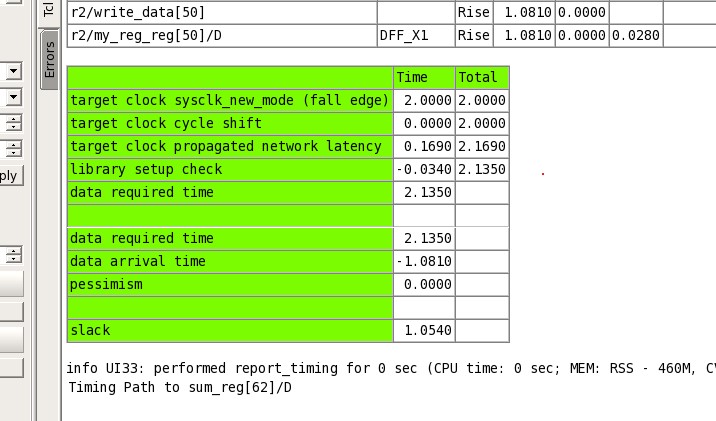 Tcl
Errors
ply
r2/write_data[50] Rise 1.0810 0.0000
r2/my_reg_reg[50]/D DFF_X1 Rise 1.0810 0.0000 0.0280
Time Total
target clock sysclk_new_mode (fall edge) 2.0000 2.0000
target clock cycle shift 0.0000 2.0000
target clock propagated network latency 0.1690 2.1690
library setup check -0.0340 2.1350
data required time 2.1350
data required time 2.1350
data arrival time -1.0810
pessimism 0.0000
slack 1.0540
info UI33: performed report_timing for 0 sec (CPU time: 0 sec; MEM: RSS - 460M,
Timing Path to sum_reg[62]/D